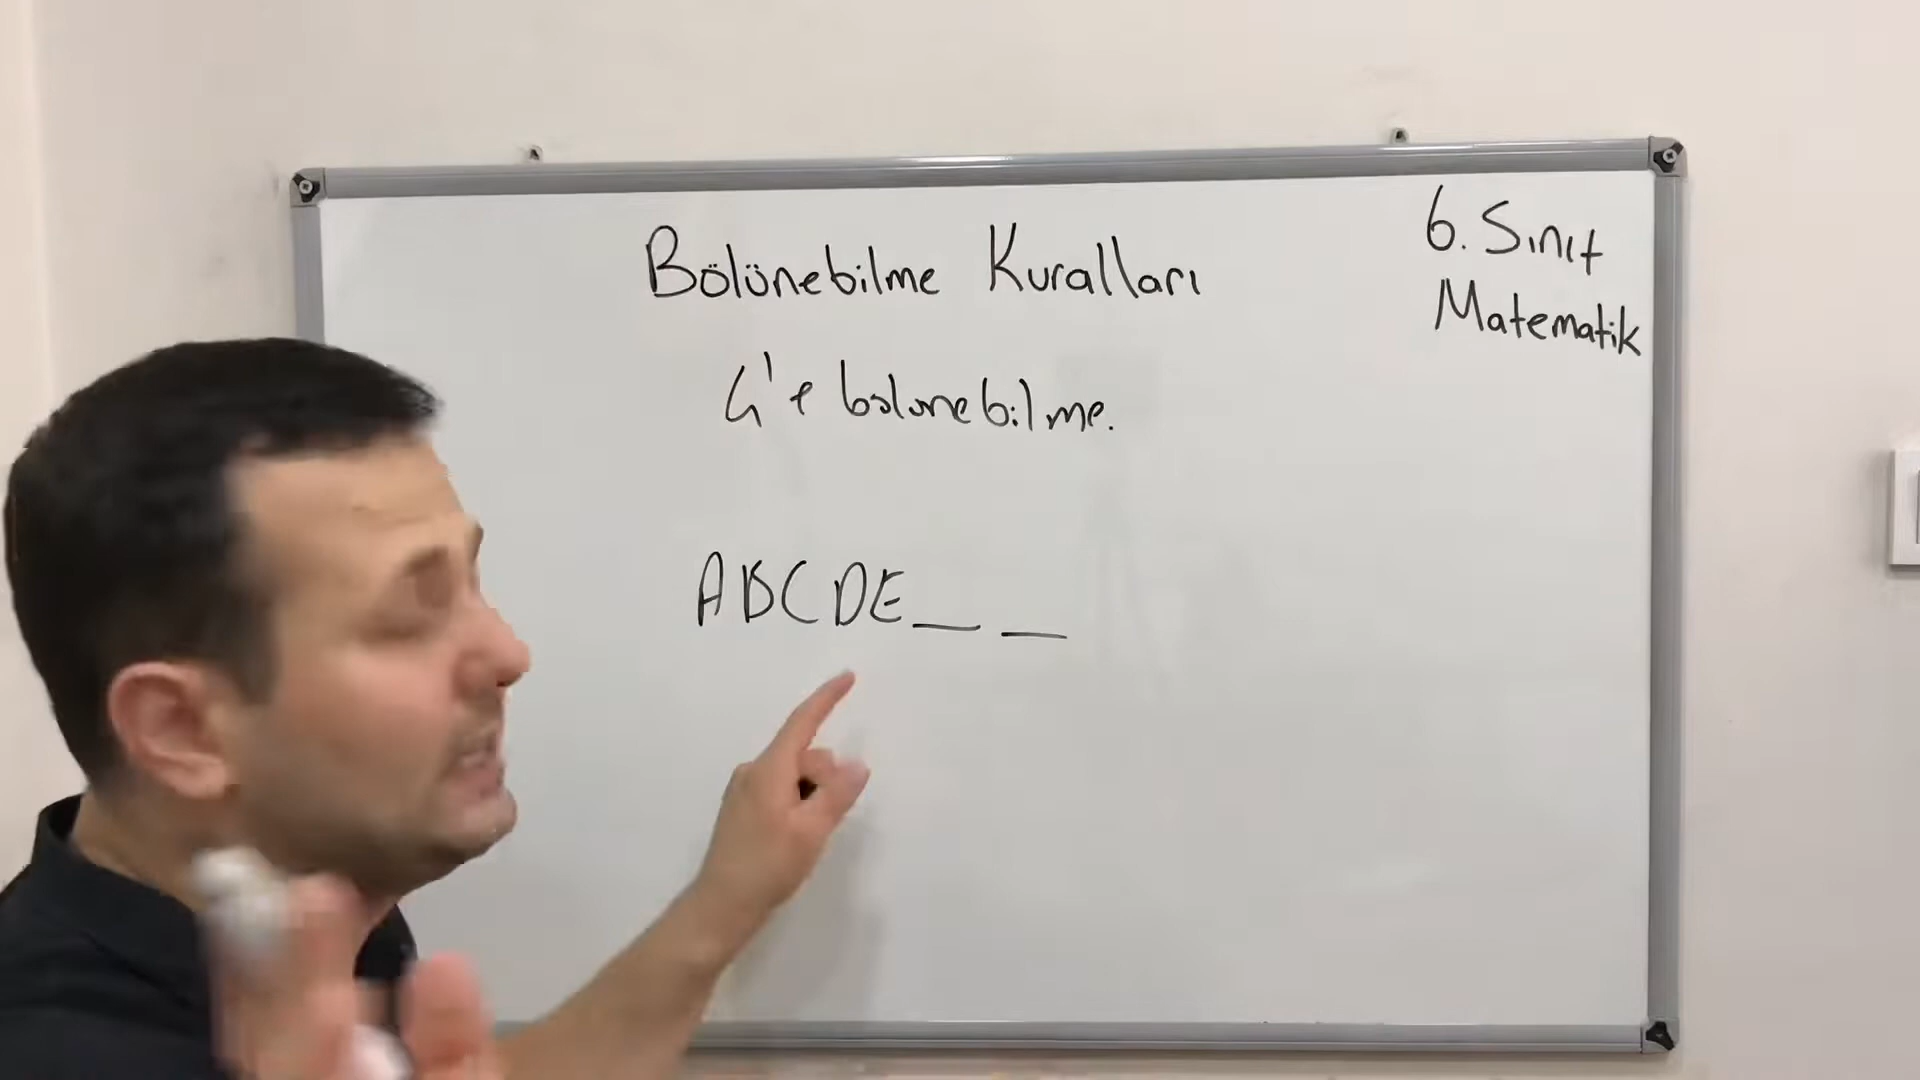 Bölünebilme Kuralları
6. Sınıf
Matematik
4'e bölünebilme.
ABCDE_ _